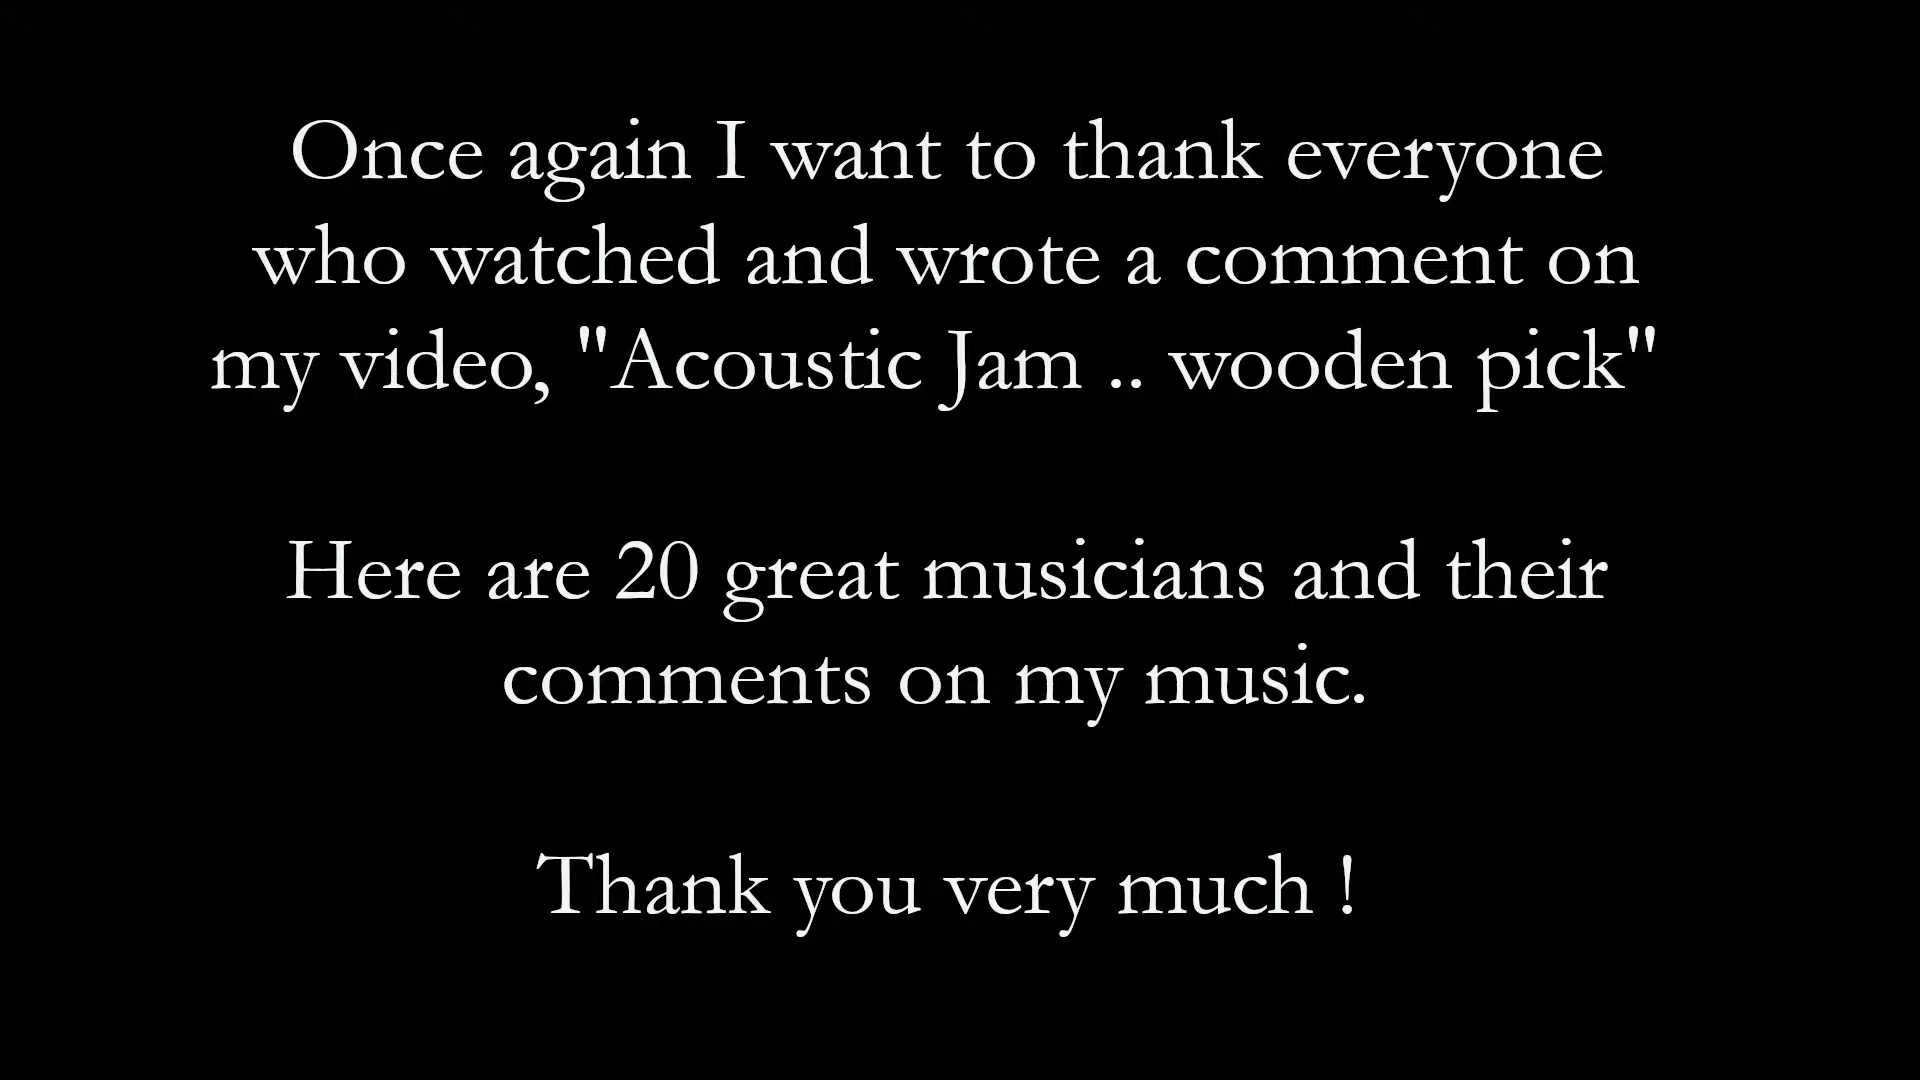 Once again I want to thank everyone
who watched and wrote a comment on
my video, "Acoustic Jam .. wooden pick"
Here are 20 great musicians and their
comments on my music.
Thank you very much !